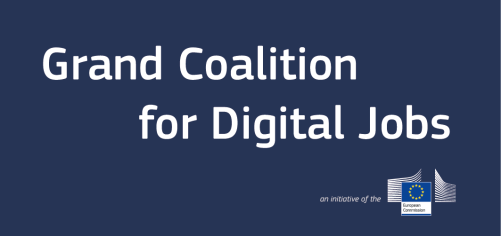 Grand Coalition
for Digital Jobs
an initiative of the
European
Commission